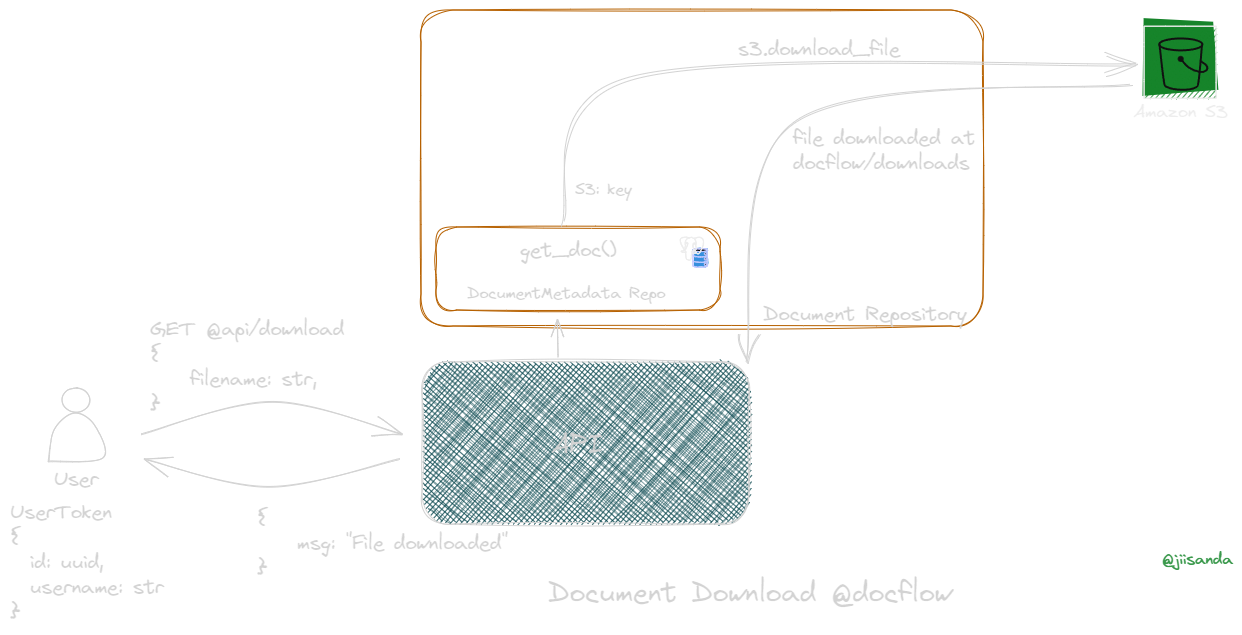 s3.download_file
Amazon S3
file downloaded at
docflow/downloads
S3: key
get_doc()
DocumentMetadata Repo
Document Repository
GET @api/download
{
filename: str,
}
API
User
UserToken
{
id: uuid,
username: str
}
{
msg: "File downloaded"
}
@jiisanda
Document Download @docflow